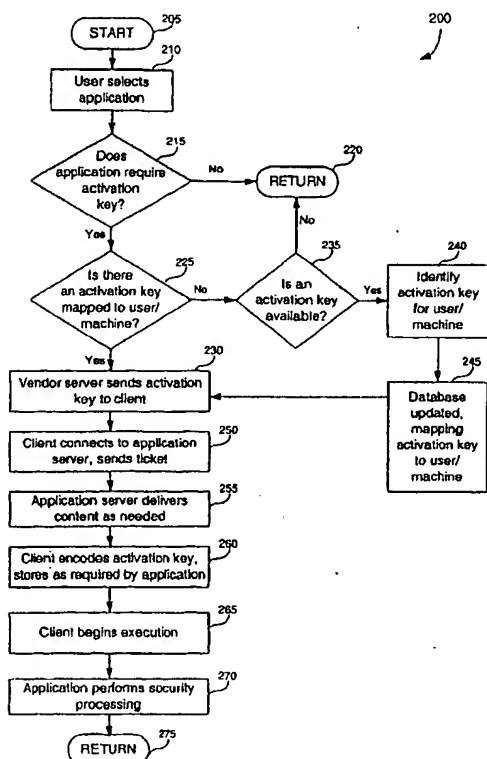 START
205
200
210
User selects
application
215
Does
application require
activation
key?
No
220
RETURN
Yes
No
225
Is there
an activation key
mapped to user/
machine?
No
235
Is an
activation key
available?
Yes
240
Identify
activation key
for user/
machine
Yes
230
Vendor server sends activation
key to client
245
Database
updated,
mapping
activation key
to user/
machine
250
Client connects to application
server, sends ticket
255
Application server delivers
content as needed
260
Client encodes activation key,
stores as required by application
265
Client begins execution
270
Application performs security
processing
RETURN
275